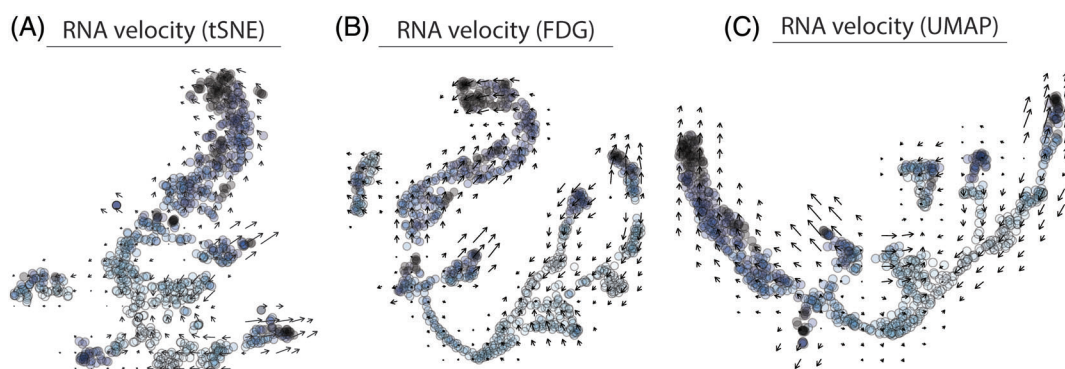 (A) RNA velocity (tSNE)
(B) RNA velocity (FDG)
(C) RNA velocity (UMAP)